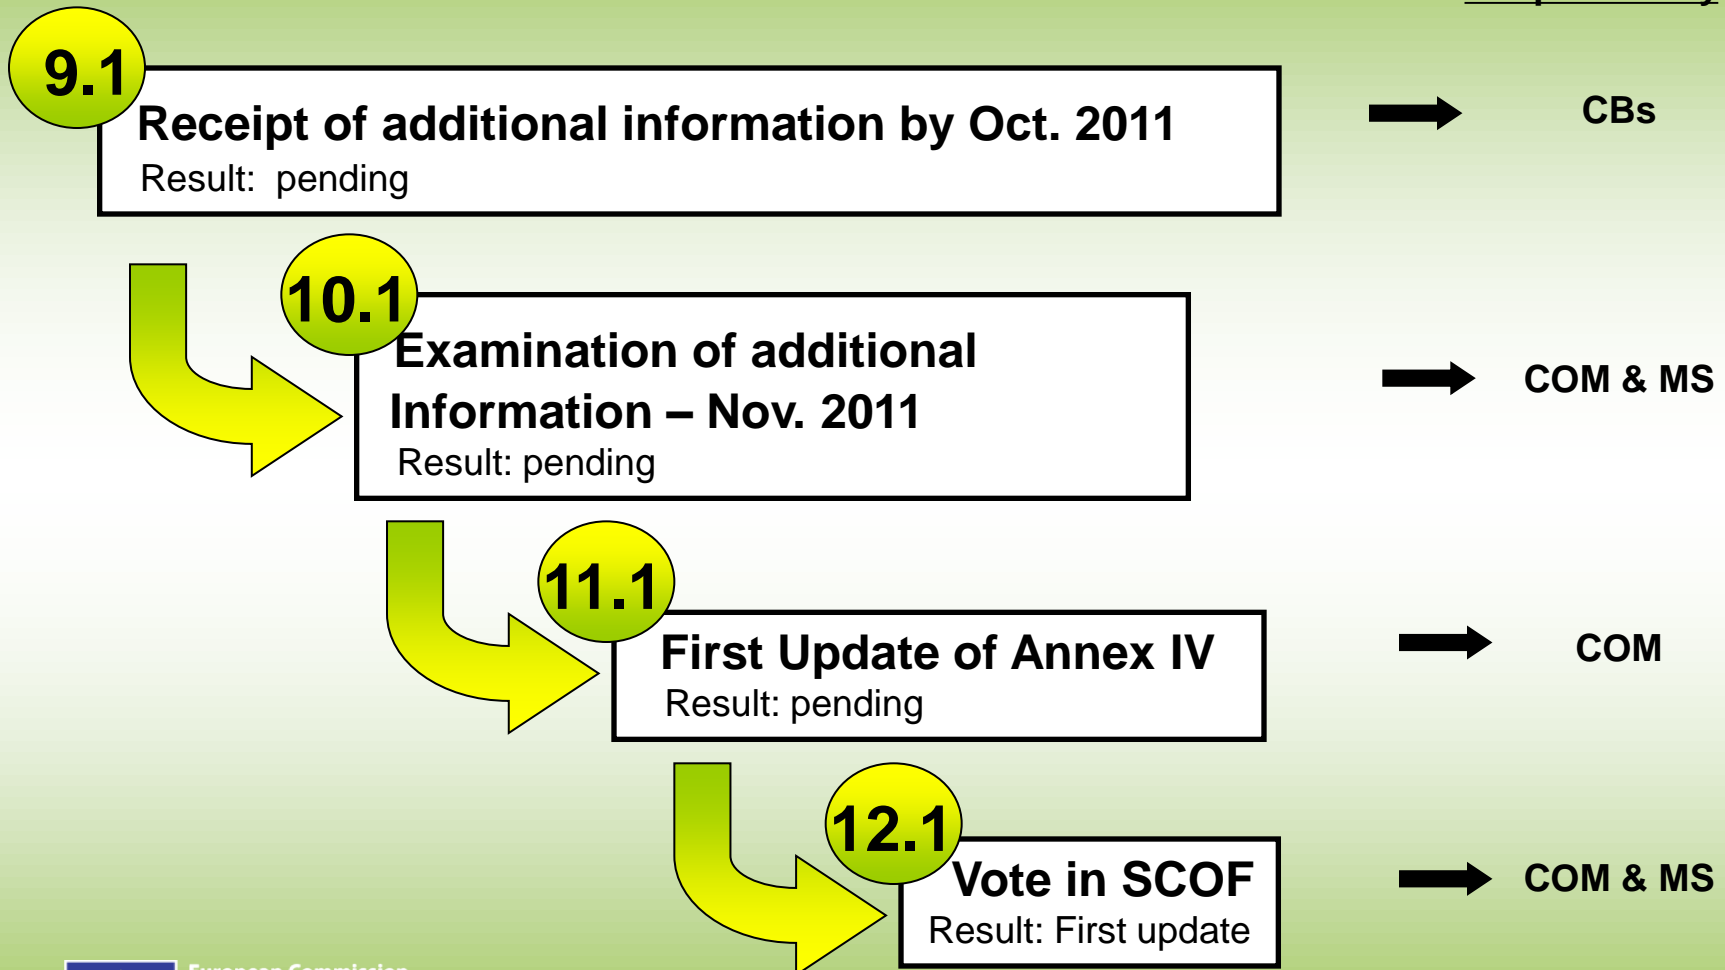 9.1
Receipt of additional information by Oct. 2011
Result: pending
CBs
10.1
Examination of additional
Information – Nov. 2011
Result: pending
COM & MS
11.1
First Update of Annex IV
Result: pending
COM
12.1
Vote in SCOF
Result: First update
COM & MS
European Commission